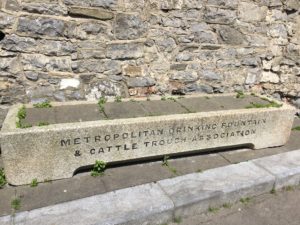 METROPOLITAN DRINKING FOUNTAIN
& CATTLE TROUGH ASSOCIATION